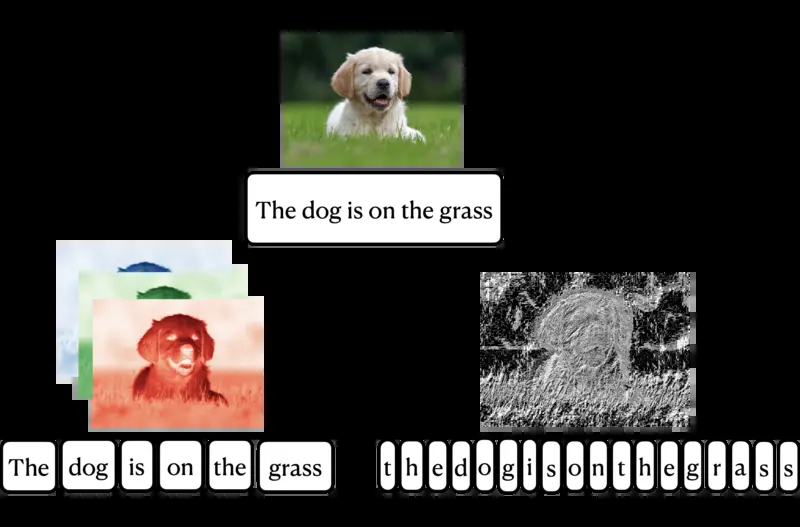 The dog is on the grass
The dog is on the grass
t h e d o g i s o n t h e g r a s s